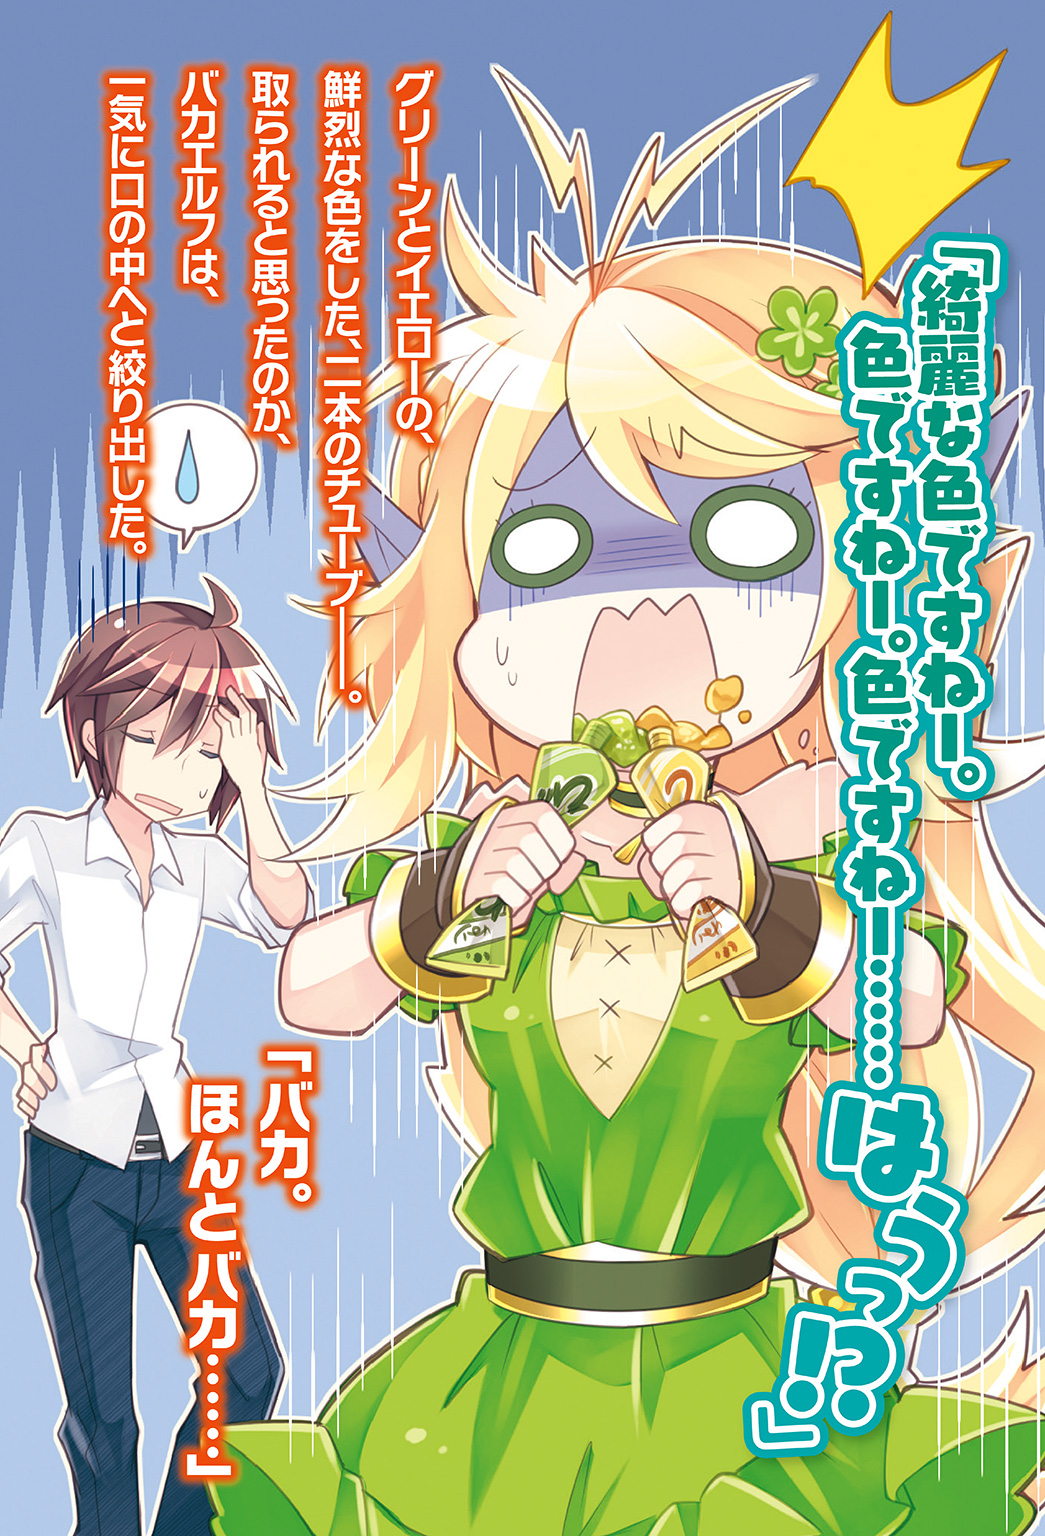 「綺麗な色ですねー。
色ですねー。色ですねー……はうっ!?」
グリーンとイエローの、
鮮烈な色をした、二本のチューブ――。
取られると思ったのか、
バカエルフは、
一気に口の中へと絞り出した。
「バカ。
ほんとバカ……」